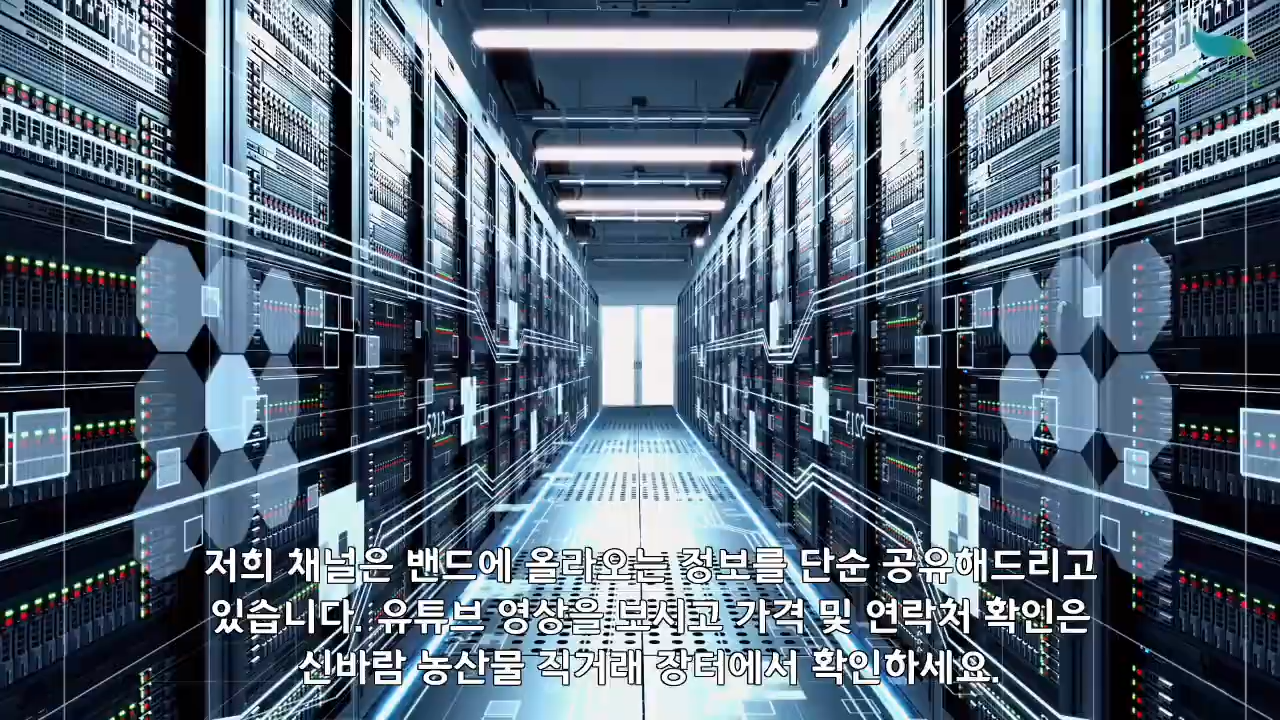 저희 채널은 밴드에 올라오는 정보를 단순 공유해드리고
있습니다. 유튜브 영상을 보시고 가격 및 연락처 확인은
신바람 농산물 직거래 장터에서 확인하세요.